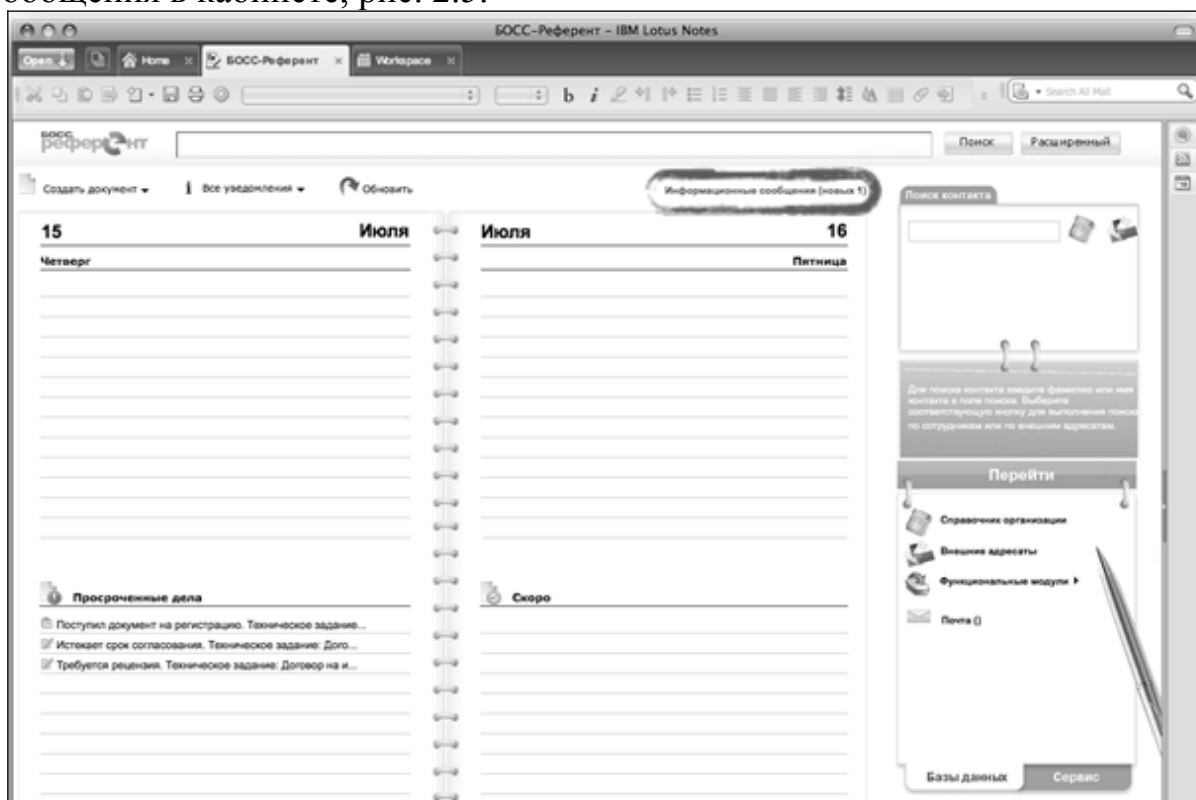 общения в кабинете, рис. 2.5.
БОСС-Референт – IBM Lotus Notes
Open Home БОСС-Референт Workspace
b i Search All Mail
БОСС референт Поиск Расширенный
Создать документ Все уведомления Обновить Информационные сообщения (новых 1)
Поиск контакта
15 Июля Июля 16
Четверг Пятница
Для поиска контакта введите фамилию или имя
контакта в поле поиска. Выберите
соответствующую кнопку для выполнения поиска
по сотрудникам или по внешним адресатам.
Перейти
Справочник организации
Внешние адресаты
Функциональные модули
Почта ()
Просроченные дела Скоро
Поступил документ на регистрацию. Техническое задание...
Истекает срок согласования. Техническое задание: Дого...
Требуется рецензия. Техническое задание: Договор на и...
Базы данных Сервис